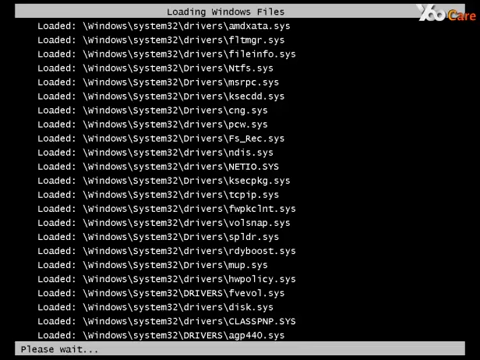 Loading Windows Files
YooCare
Loaded: \Windows\system32\drivers\amdxata.sys
Loaded: \Windows\system32\drivers\fltmgr.sys
Loaded: \Windows\system32\drivers\fileinfo.sys
Loaded: \Windows\System32\Drivers\Ntfs.sys
Loaded: \Windows\System32\Drivers\msrpc.sys
Loaded: \Windows\System32\Drivers\ksecdd.sys
Loaded: \Windows\System32\Drivers\cng.sys
Loaded: \Windows\System32\drivers\pcw.sys
Loaded: \Windows\System32\Drivers\Fs_Rec.sys
Loaded: \Windows\system32\drivers\ndis.sys
Loaded: \Windows\system32\drivers\NETIO.SYS
Loaded: \Windows\System32\Drivers\ksecpkg.sys
Loaded: \Windows\System32\drivers\tcpip.sys
Loaded: \Windows\System32\drivers\fwpkclnt.sys
Loaded: \Windows\system32\drivers\volsnap.sys
Loaded: \Windows\System32\Drivers\spldr.sys
Loaded: \Windows\System32\drivers\rdyboost.sys
Loaded: \Windows\System32\Drivers\mup.sys
Loaded: \Windows\System32\drivers\hwpolicy.sys
Loaded: \Windows\System32\DRIVERS\fvevol.sys
Loaded: \Windows\system32\drivers\disk.sys
Loaded: \Windows\system32\drivers\CLASSPNP.SYS
Loaded: \Windows\system32\DRIVERS\agp440.sys
Please wait...